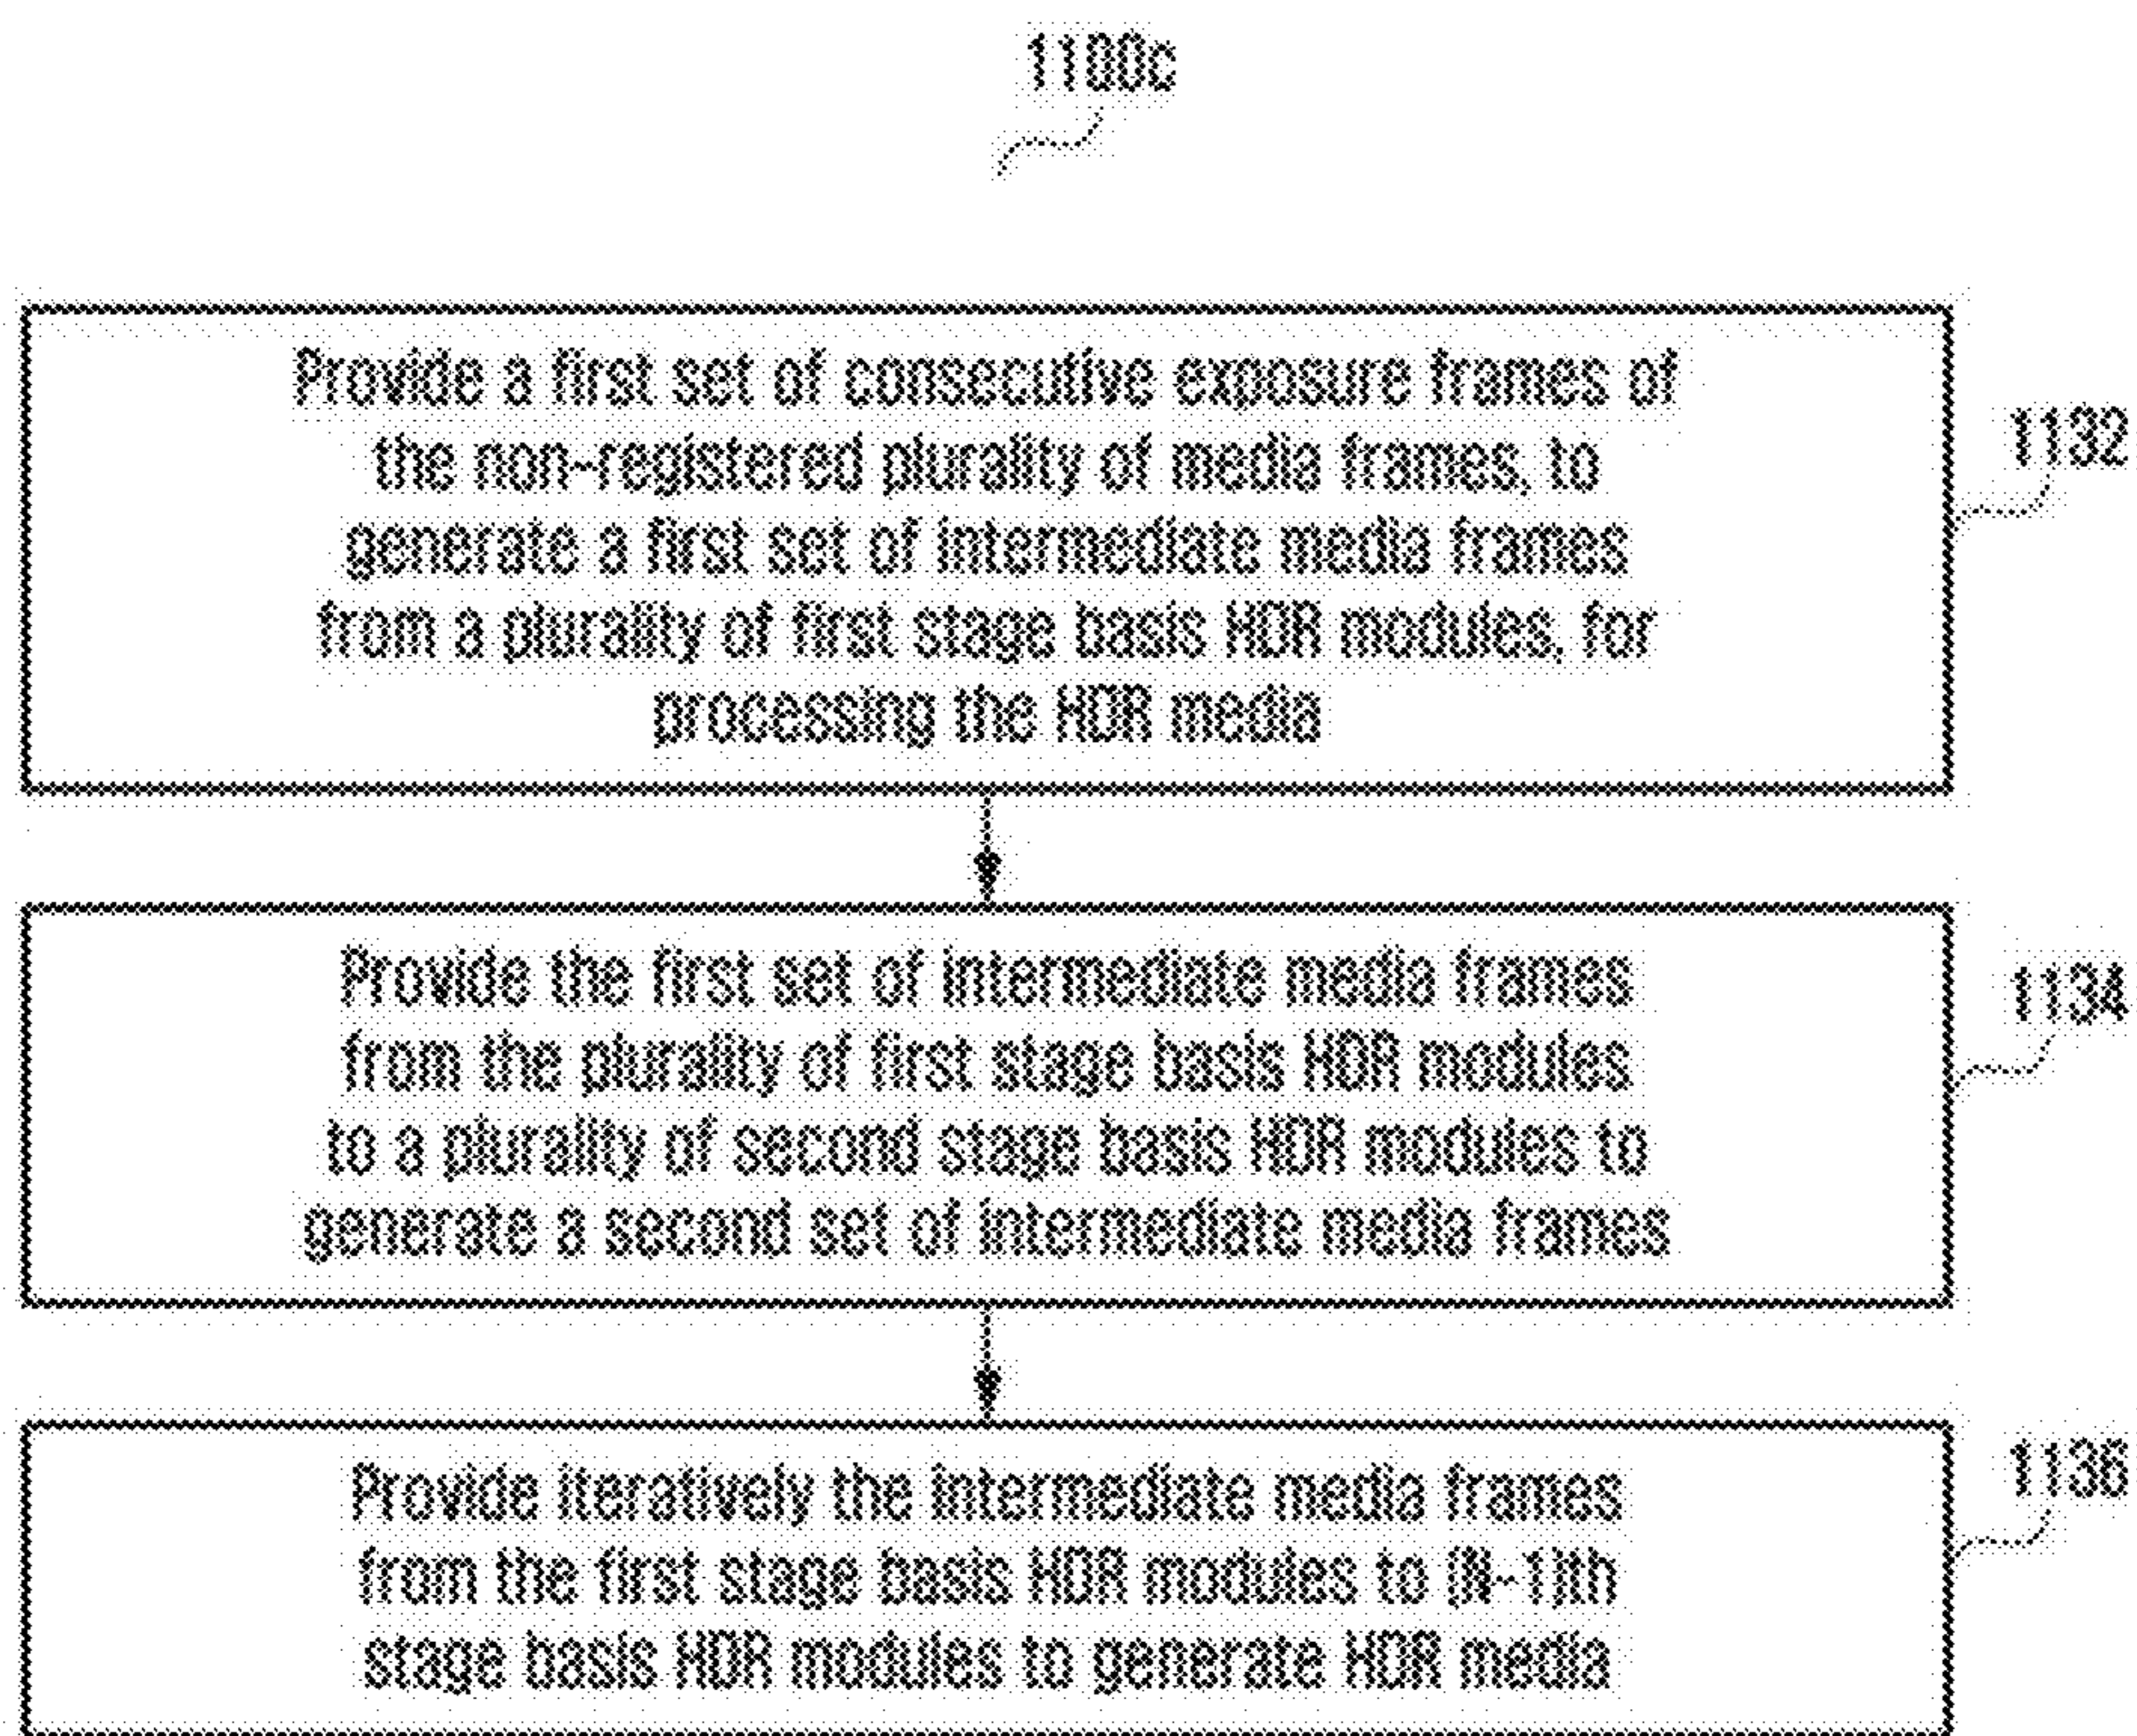 1100c
Provide a first set of consecutive exposure frames of
the non-registered plurality of media frames, to
generate a first set of intermediate media frames
from a plurality of first stage basis HDR modules, for
processing the HDR media
1132
Provide the first set of intermediate media frames
from the plurality of first stage basis HDR modules
to a plurality of second stage basis HDR modules to
generate a second set of intermediate media frames
1134
Provide iteratively the intermediate media frames
from the first stage basis HDR modules to (N-1)th
stage basis HDR modules to generate HDR media
1136